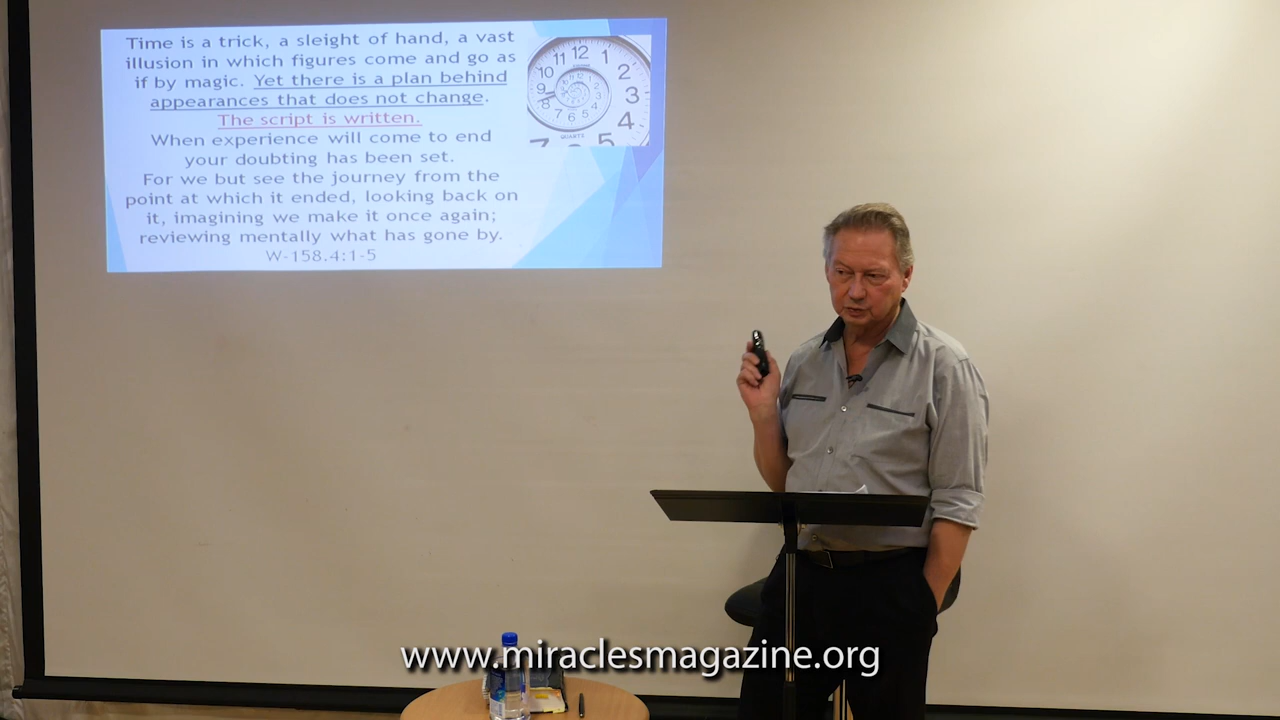 Time is a trick, a sleight of hand, a vast
illusion in which figures come and go as
if by magic. Yet there is a plan behind
appearances that does not change.
The script is written.
When experience will come to end
your doubting has been set.
For we but see the journey from the
point at which it ended, looking back on
it, imagining we make it once again;
reviewing mentally what has gone by.
W-158.4:1-5
12
11 1
10 2
9 3
8 4
7 5
QUARTZ
www.miraclesmagazine.org